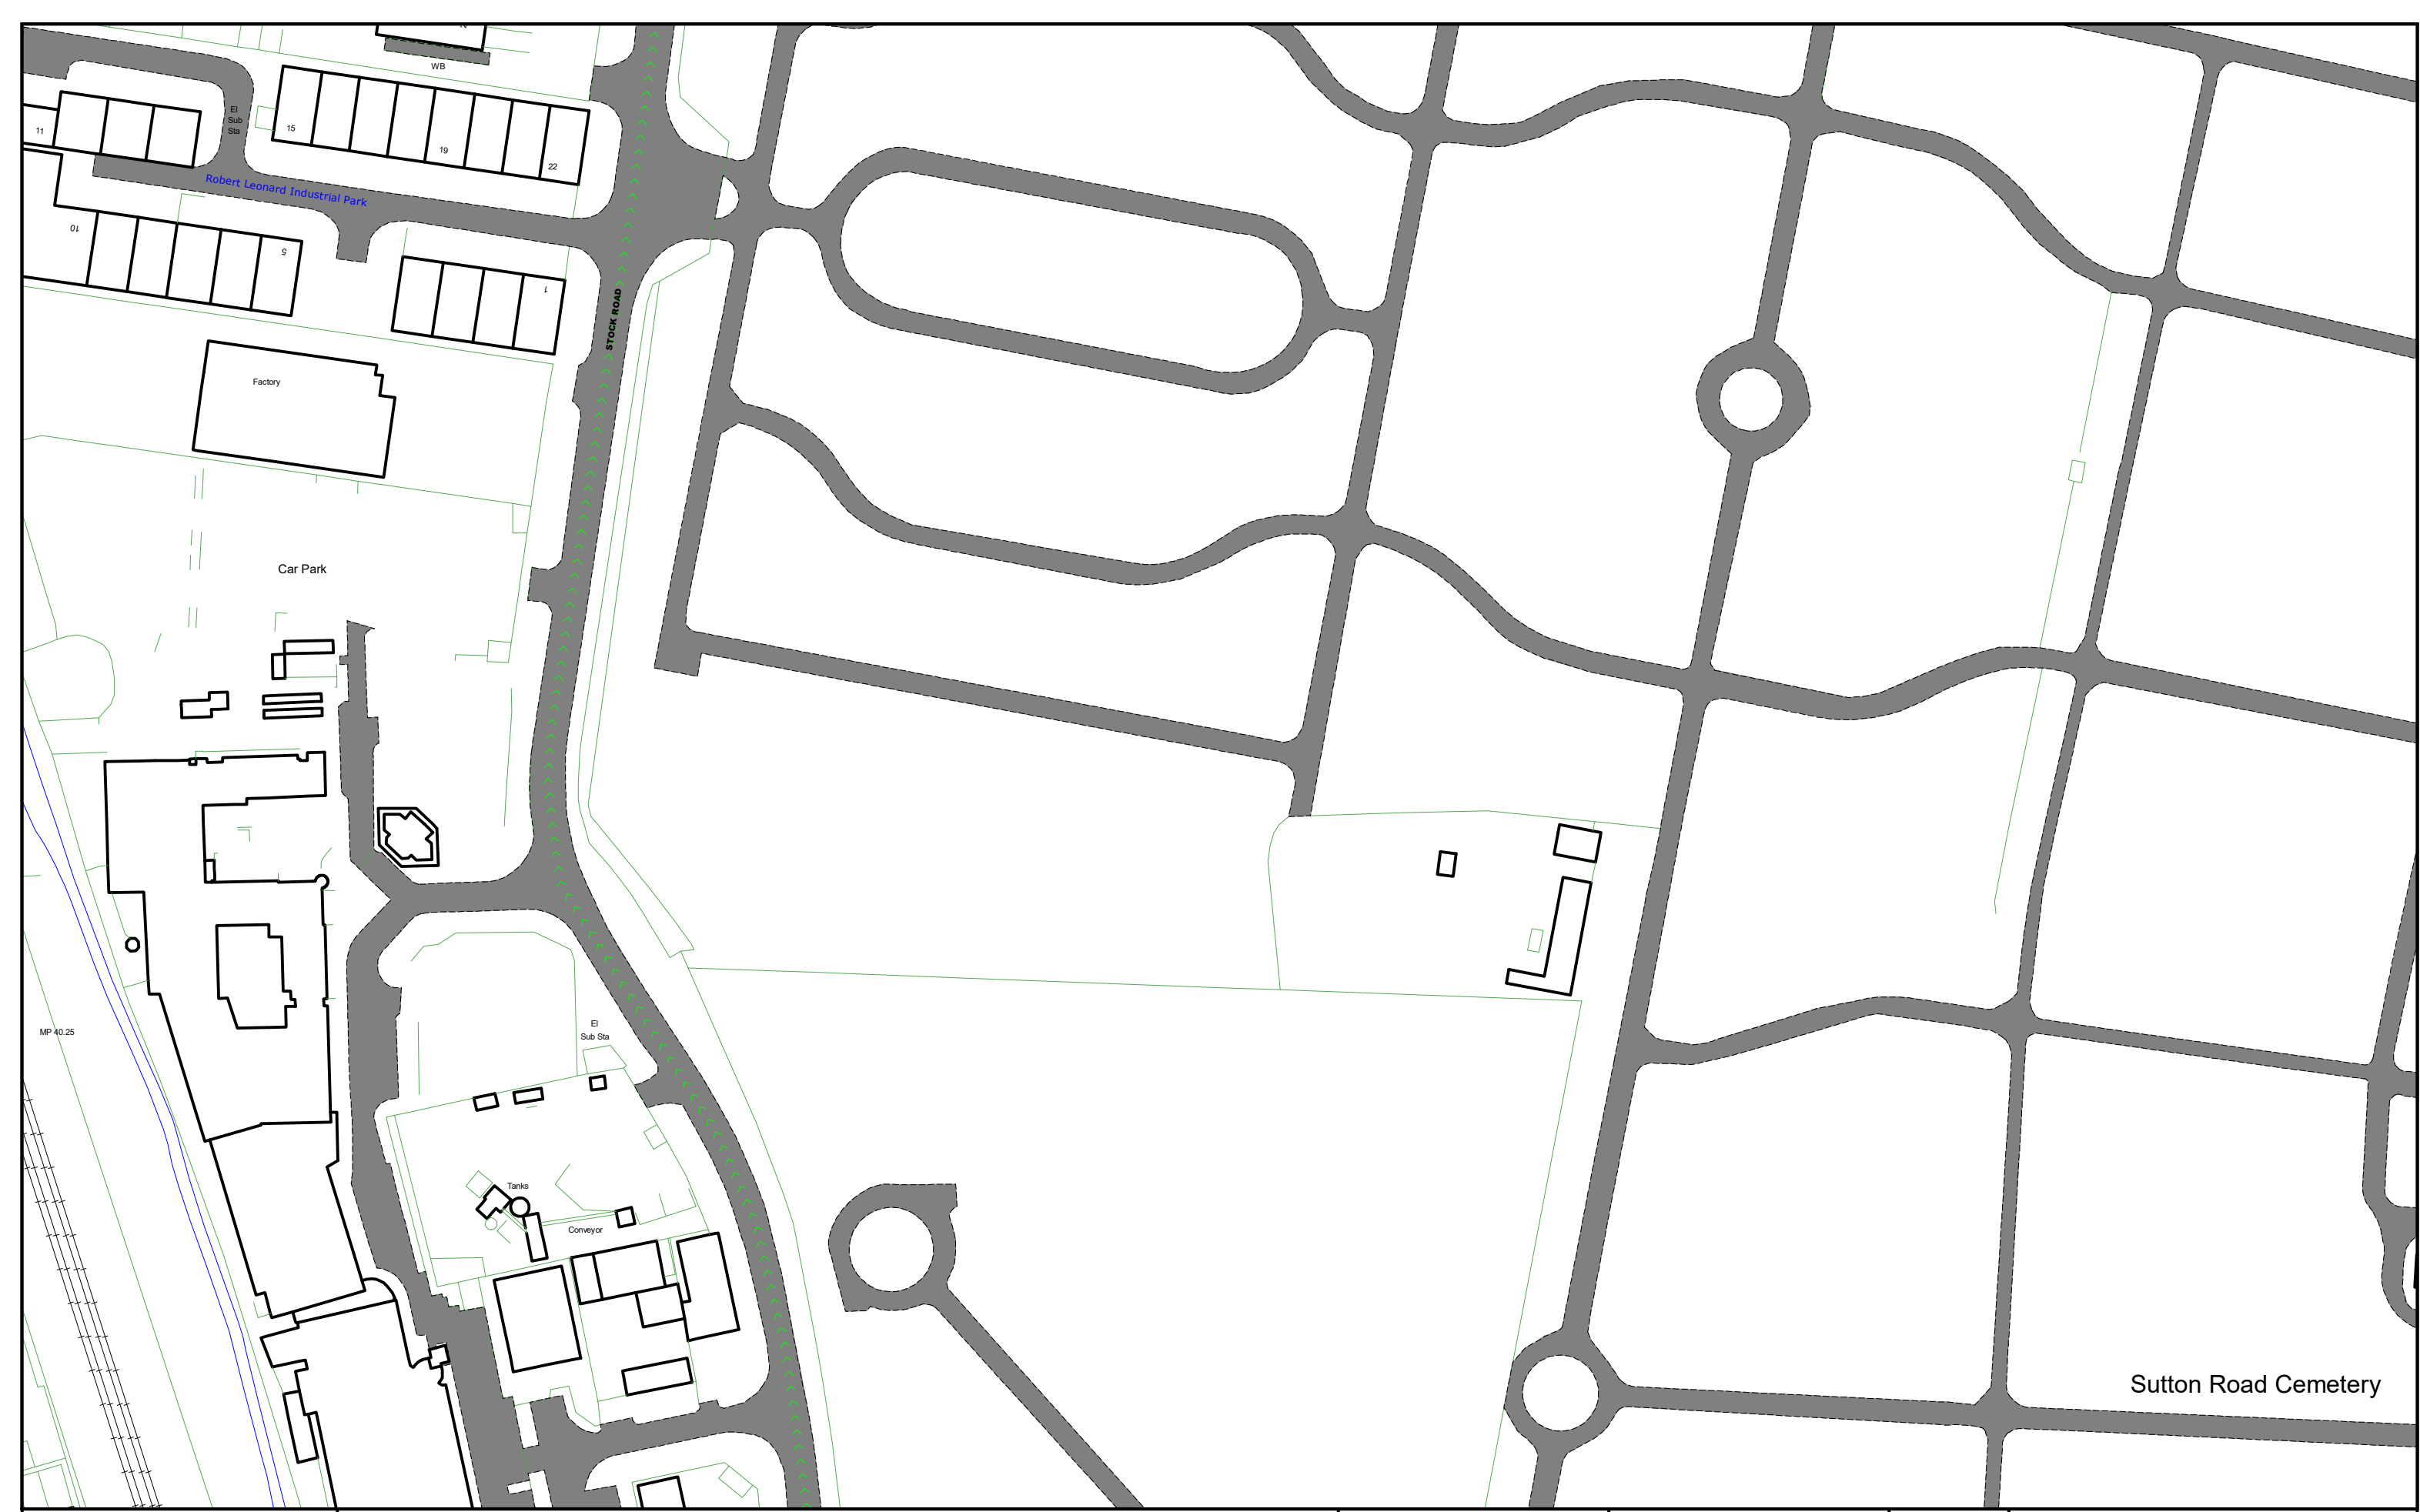 WB
El
Sub
Sta
11
15
19
22
Robert Leonard Industrial Park
10
5
1
STOCK ROAD
Factory
Car Park
MP 40.25
El
Sub Sta
Tanks
Conveyor
Sutton Road Cemetery